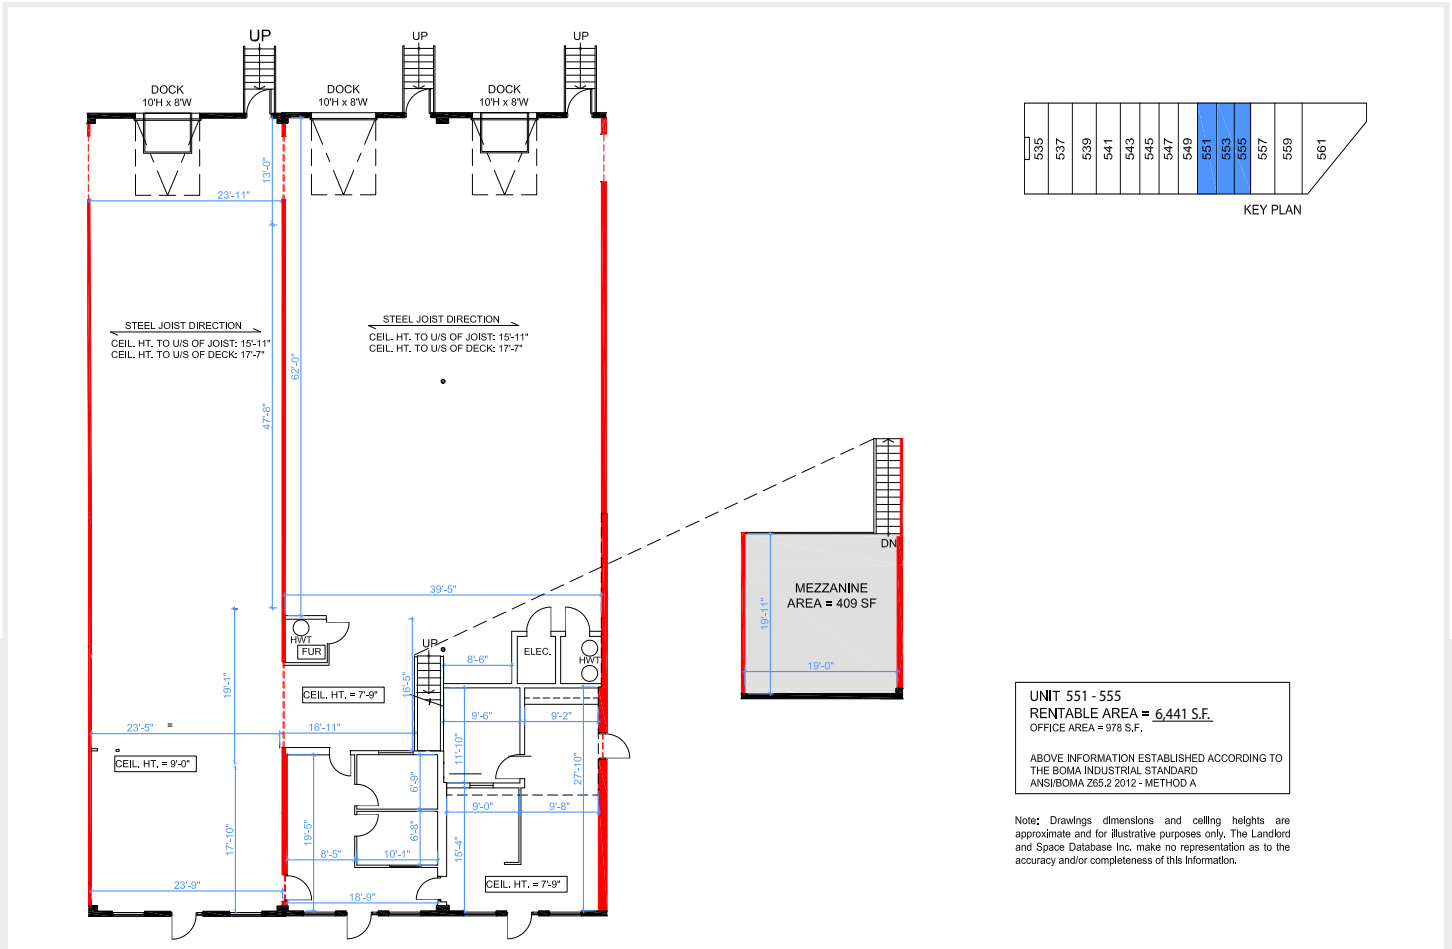 UP
UP
UP
DOCK
10'H x 8'W
DOCK
10'H x 8'W
DOCK
10'H x 8'W
13'-0"
23'-11"
STEEL JOIST DIRECTION
CEIL. HT. TO U/S OF JOIST: 15'-11"
CEIL. HT. TO U/S OF DECK: 17'-7"
STEEL JOIST DIRECTION
CEIL. HT. TO U/S OF JOIST: 15'-11"
CEIL. HT. TO U/S OF DECK: 17'-7"
62'-0"
47'-8"
39'-5"
HWT
FUR
UP
ELEC.
HWT
8'-6"
19'-1"
CEIL. HT. = 7'-9"
16'-5"
23'-5"
16'-11"
9'-6"
9'-2"
CEIL. HT. = 9'-0"
11'-10"
27'-10"
6'-9"
9'-0"
9'-8"
17'-10"
19'-5"
6'-8"
15'-4"
8'-5"
10'-1"
23'-9"
18'-9"
CEIL. HT. = 7'-9"
DN
MEZZANINE
AREA = 409 SF
19'-11"
19'-0"
535
537
539
541
543
545
547
549
551
553
555
557
559
561
KEY PLAN
UNIT 551 - 555
RENTABLE AREA = 6,441 S.F.
OFFICE AREA = 978 S.F.
ABOVE INFORMATION ESTABLISHED ACCORDING TO
THE BOMA INDUSTRIAL STANDARD
ANSI/BOMA Z65.2 2012 - METHOD A
Note: Drawings dimensions and ceiling heights are
approximate and for illustrative purposes only. The Landlord
and Space Database Inc. make no representation as to the
accuracy and/or completeness of this Information.